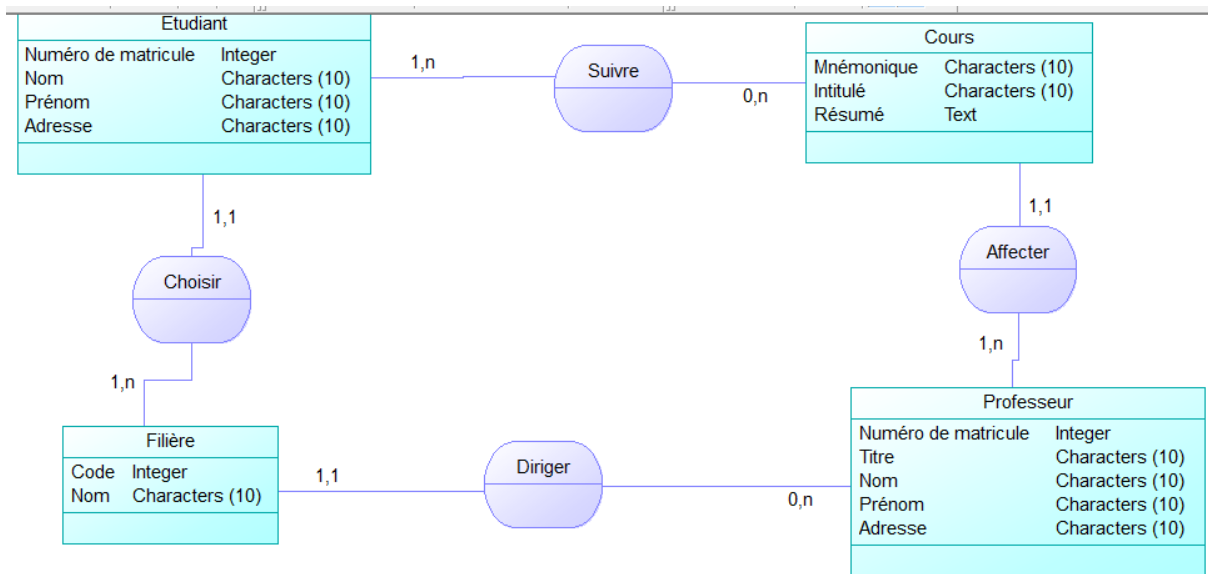 Etudiant
Numéro de matricule Integer
Nom Characters (10)
Prénom Characters (10)
Adresse Characters (10)
1,n
Suivre
0,n
Cours
Mnémonique Characters (10)
Intitulé Characters (10)
Résumé Text
1,1
Choisir
1,n
1,1
Affecter
1,n
Filière
Code Integer
Nom Characters (10)
1,1
Diriger
0,n
Professeur
Numéro de matricule Integer
Titre Characters (10)
Nom Characters (10)
Prénom Characters (10)
Adresse Characters (10)